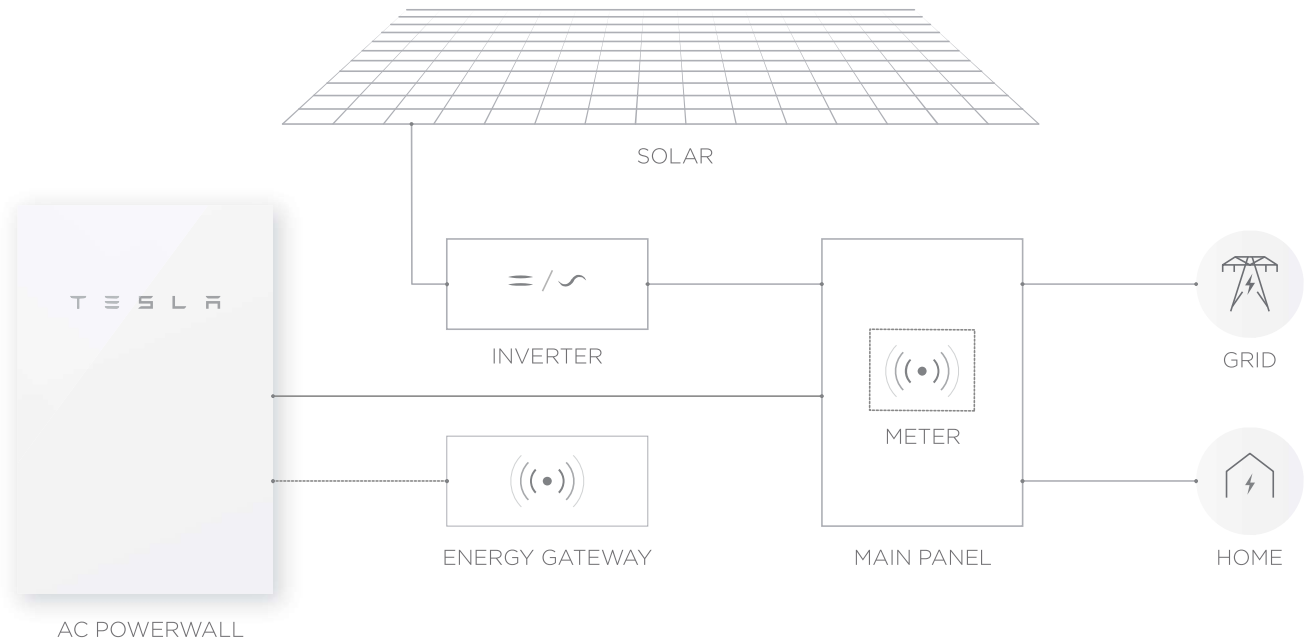 SOLAR
TESLA
INVERTER
GRID
METER
ENERGY GATEWAY
MAIN PANEL
HOME
AC POWERWALL